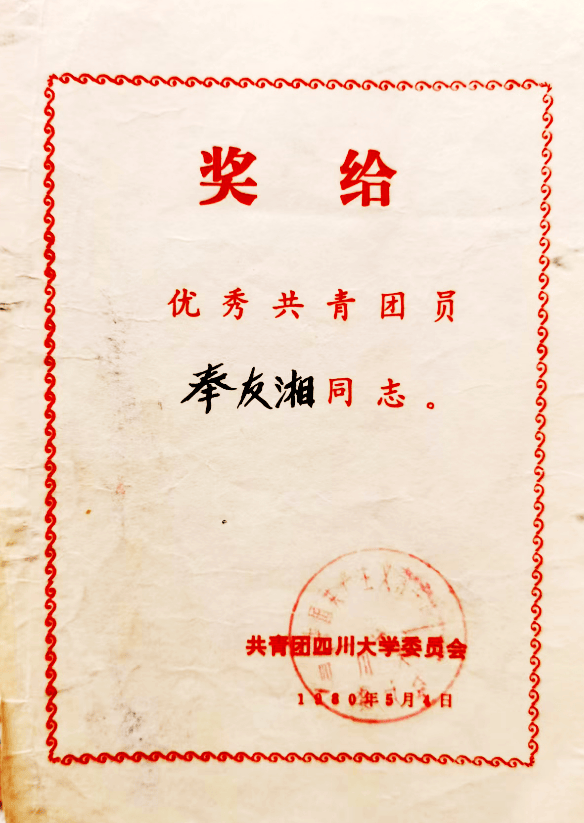 奖给
优秀共青团员
奉友湘同志。
共青团四川大学委员会
1980年5月4日